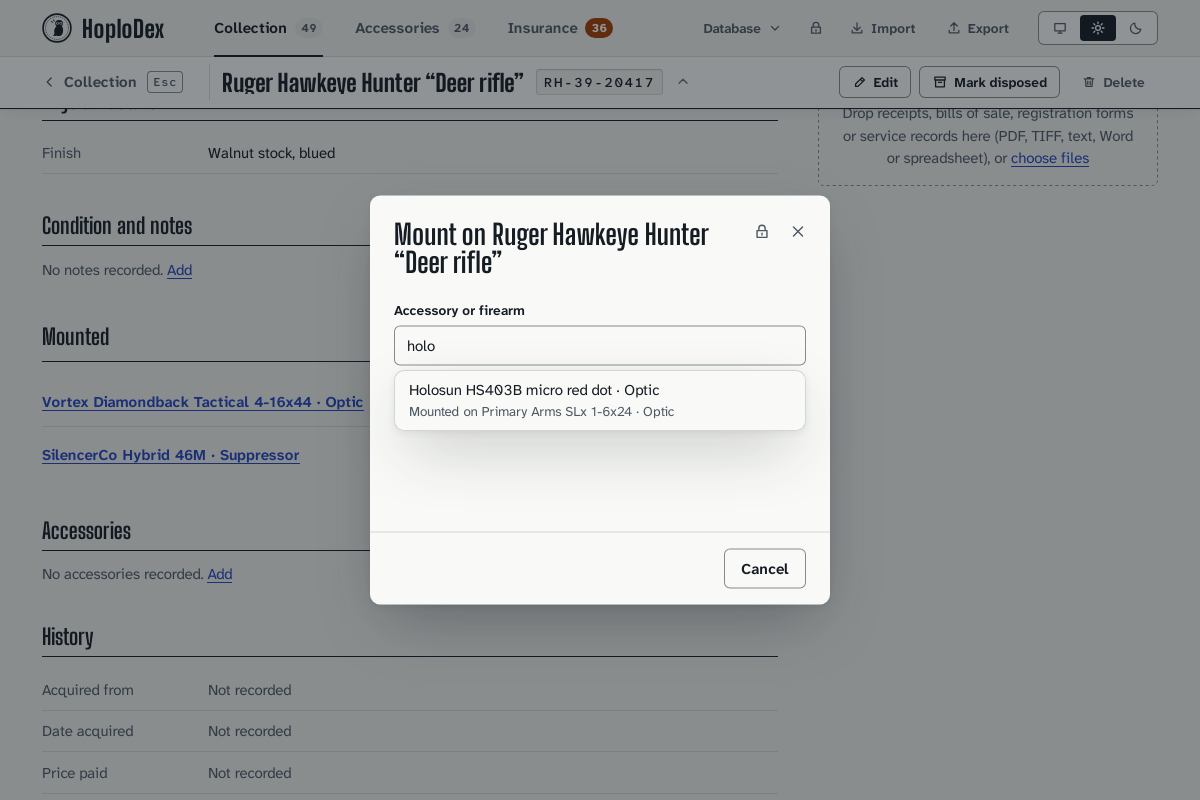 HoploDex
Collection 49
Accessories 24
Insurance 36
Database
Import
Export
Collection Esc
Ruger Hawkeye Hunter “Deer rifle”
RH-39-20417
Edit
Mark disposed
Delete
Drop receipts, bills of sale, registration forms
or service records here (PDF, TIFF, text, Word
or spreadsheet), or choose files
Finish
Walnut stock, blued
Condition and notes
No notes recorded. Add
Mounted
Vortex Diamondback Tactical 4-16x44 · Optic
SilencerCo Hybrid 46M · Suppressor
Accessories
No accessories recorded. Add
History
Acquired from
Not recorded
Date acquired
Not recorded
Price paid
Not recorded
Mount on Ruger Hawkeye Hunter
“Deer rifle”
Accessory or firearm
holo
Holosun HS403B micro red dot · Optic
Mounted on Primary Arms SLx 1-6x24 · Optic
Cancel